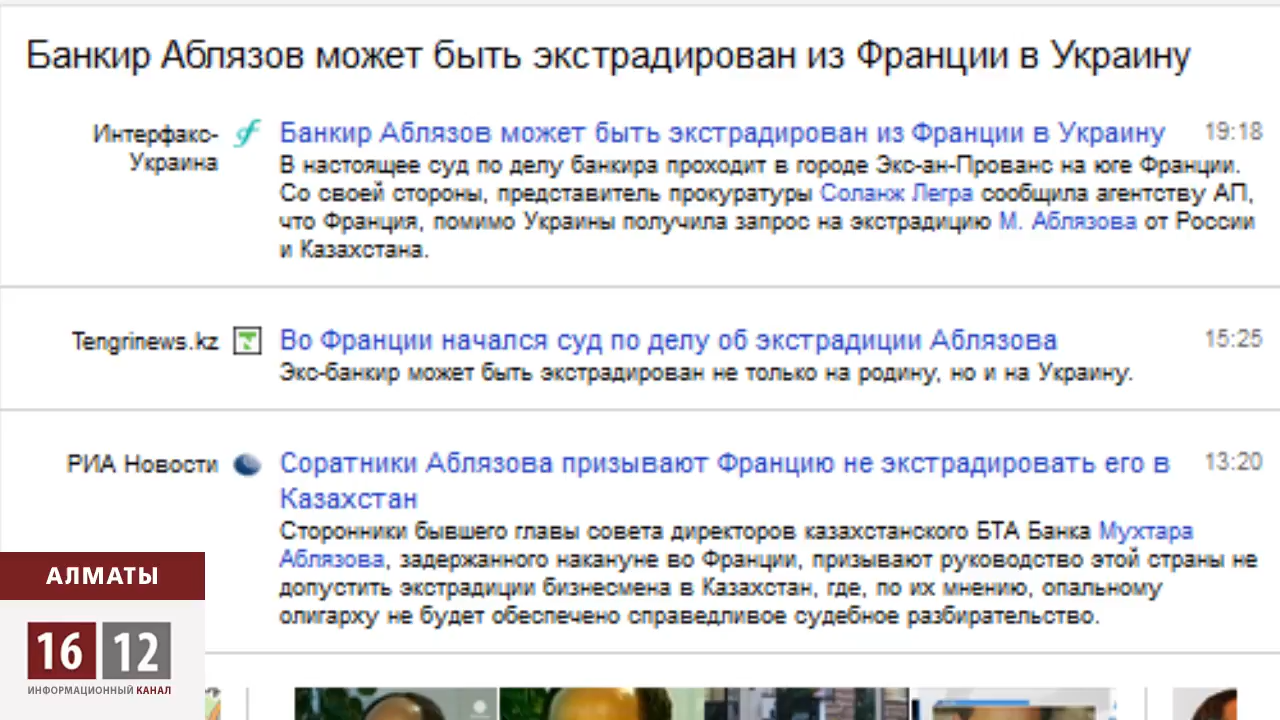 Банкир Аблязов может быть экстрадирован из Франции в Украину
Интерфакс-
Украина
Банкир Аблязов может быть экстрадирован из Франции в Украину 19:18
В настоящее суд по делу банкира проходит в городе Экс-ан-Прованс на юге Франции.
Со своей стороны, представитель прокуратуры Соланж Легра сообщила агентству АП,
что Франция, помимо Украины получила запрос на экстрадицию М. Аблязова от России
и Казахстана.
Tengrinews.kz Во Франции начался суд по делу об экстрадиции Аблязова 15:25
Экс-банкир может быть экстрадирован не только на родину, но и на Украину.
РИА Новости Соратники Аблязова призывают Францию не экстрадировать его в 13:20
Казахстан
Сторонники бывшего главы совета директоров казахстанского БТА Банка Мухтара
Аблязова, задержанного накануне во Франции, призывают руководство этой страны не
допустить экстрадиции бизнесмена в Казахстан, где, по их мнению, опальному
олигарху не будет обеспечено справедливое судебное разбирательство.
АЛМАТЫ
16 12
ИНФОРМАЦИОННЫЙ КАНАЛ